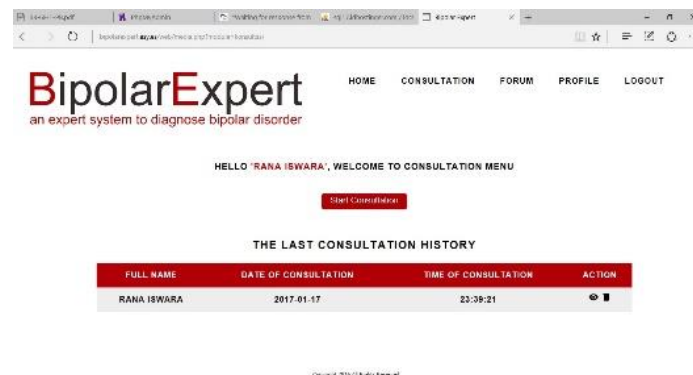 Bipolar Expert
BipolarExpert
an expert system to diagnose bipolar disorder
HOME CONSULTATION FORUM PROFILE LOGOUT
HELLO "RANA ISWARA", WELCOME TO CONSULTATION MENU
Start Consultation
THE LAST CONSULTATION HISTORY
FULL NAME DATE OF CONSULTATION TIME OF CONSULTATION ACTION
RANA ISWARA 2017-01-17 23:39:21